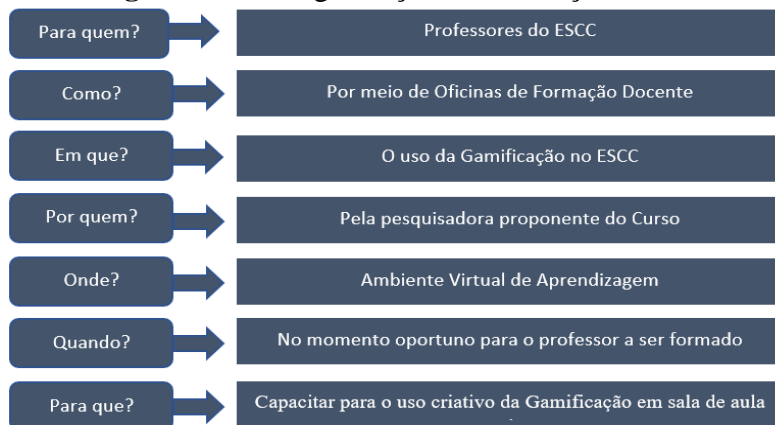 Para quem? Professores do ESCC
Como? Por meio de Oficinas de Formação Docente
Em que? O uso da Gamificação no ESCC
Por quem? Pela pesquisadora proponente do Curso
Onde? Ambiente Virtual de Aprendizagem
Quando? No momento oportuno para o professor a ser formado
Para que? Capacitar para o uso criativo da Gamificação em sala de aula